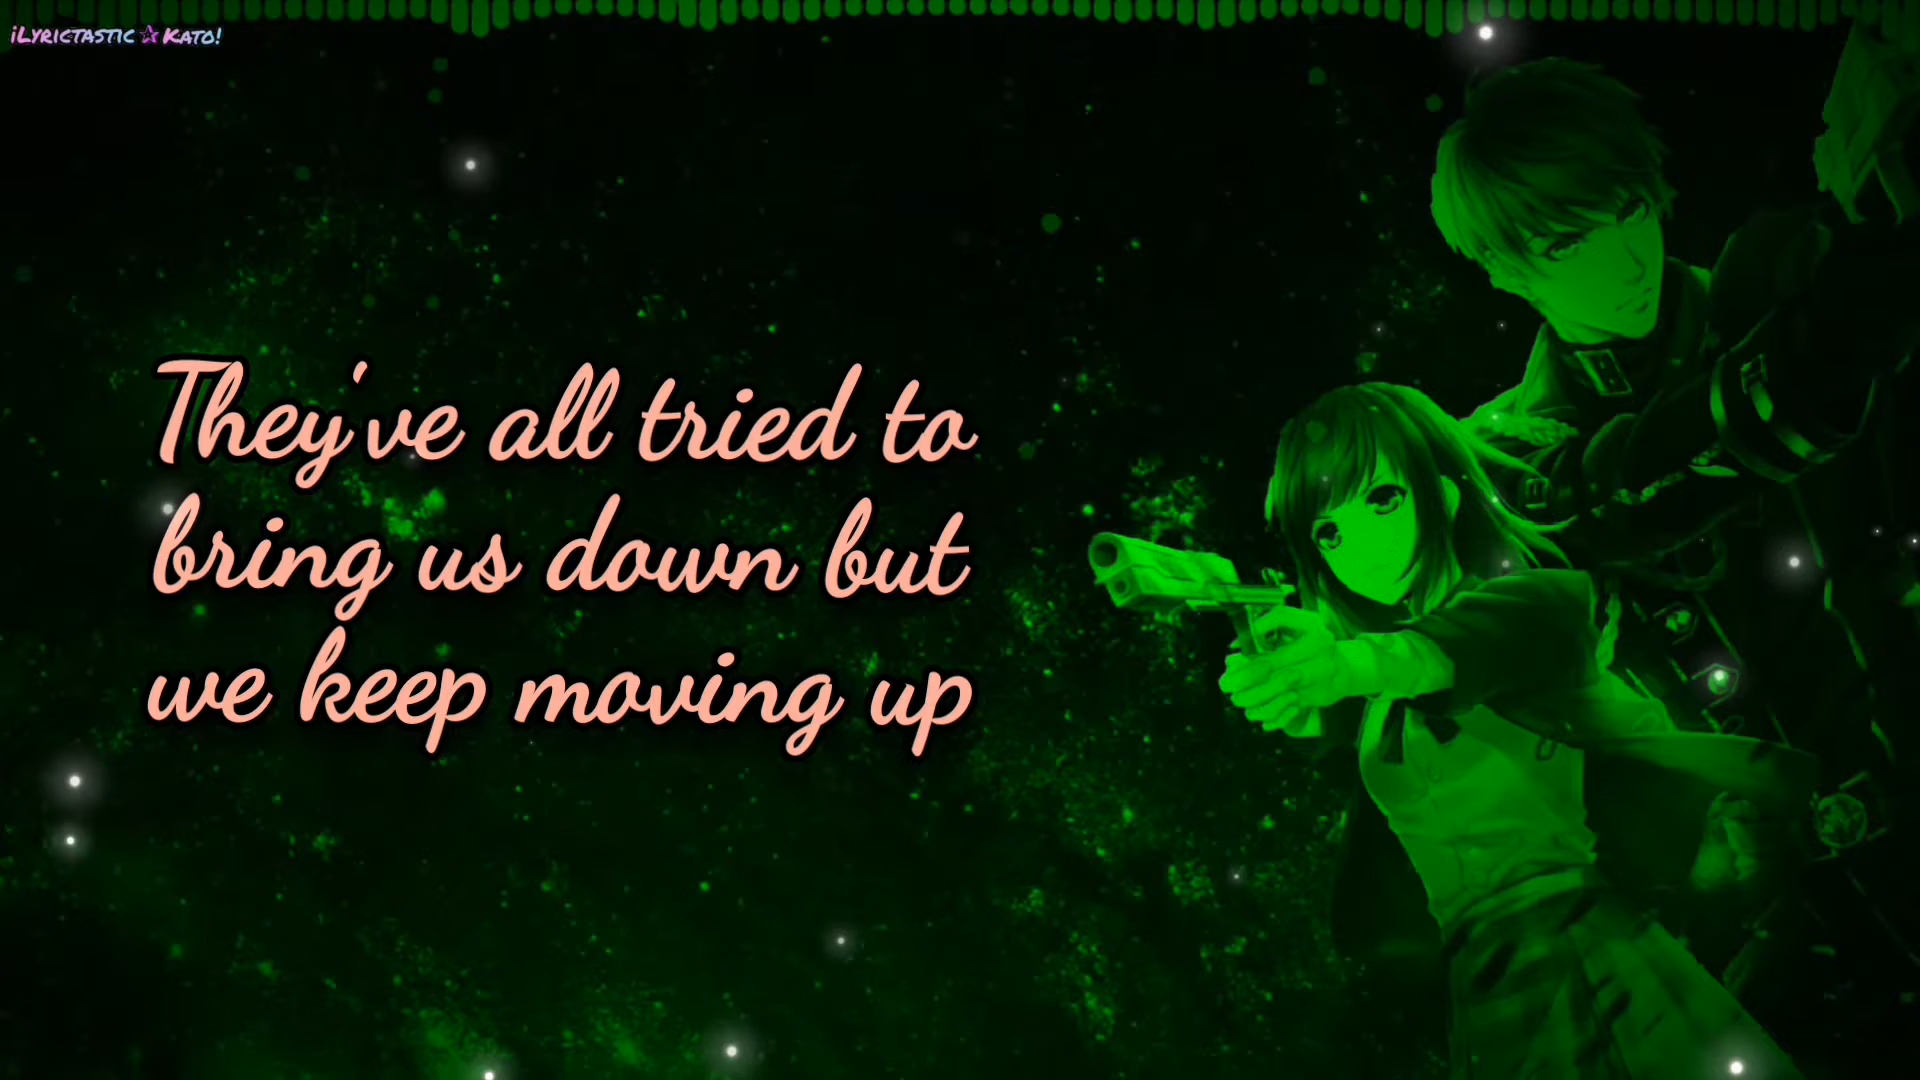 iLyrictastic☆Kato!
They've all tried to
bring us down but
we keep moving up